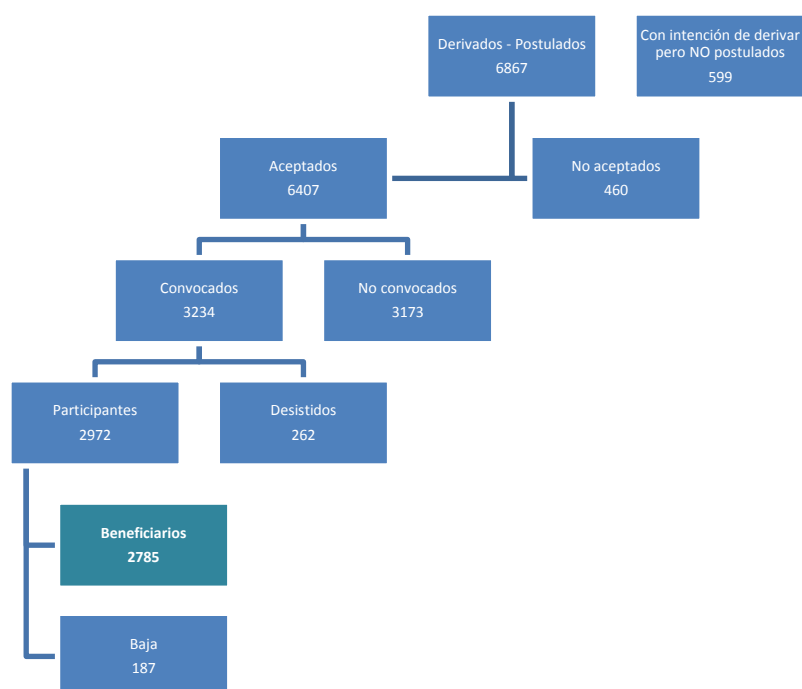 Derivados - Postulados
6867
Con intención de derivar
pero NO postulados
599
Aceptados
6407
No aceptados
460
Convocados
3234
No convocados
3173
Participantes
2972
Desistidos
262
Beneficiarios
2785
Baja
187